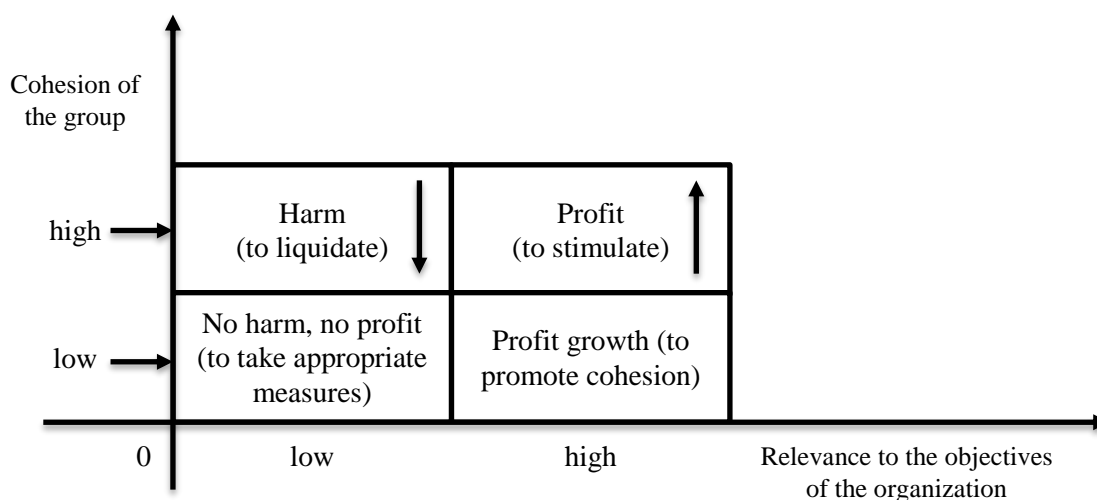 Cohesion of
the group
high
Harm
(to liquidate)
Profit
(to stimulate)
low
No harm, no profit
(to take appropriate
measures)
Profit growth (to
promote cohesion)
0
low
high
Relevance to the objectives
of the organization